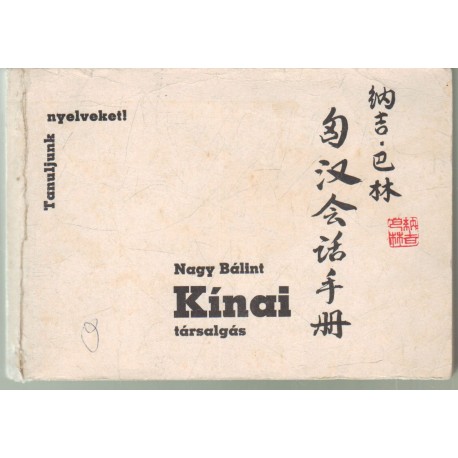 Tanuljunk
nyelveket!
Nagy Bálint
Kínai
társalgás
纳吉·巴林
匈汉会话手册